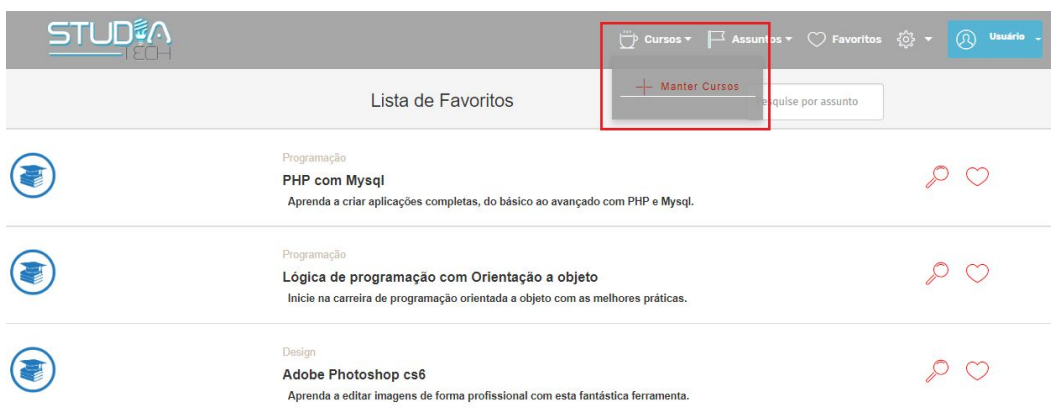 STUDIA
TECH
Cursos
Assuntos
Favoritos
Usuário
Manter Cursos
Lista de Favoritos
esquise por assunto
Programação
PHP com Mysql
Aprenda a criar aplicações completas, do básico ao avançado com PHP e Mysql.
Programação
Lógica de programação com Orientação a objeto
Inicie na carreira de programação orientada a objeto com as melhores práticas.
Design
Adobe Photoshop cs6
Aprenda a editar imagens de forma profissional com esta fantástica ferramenta.